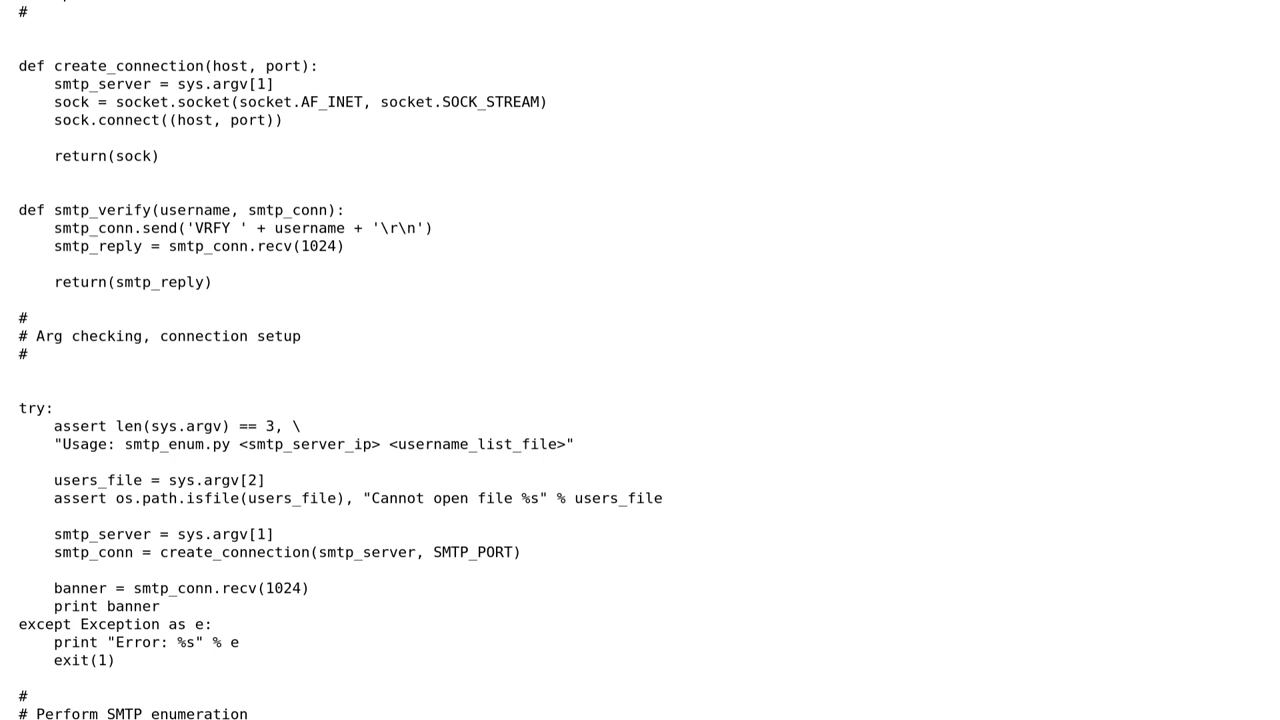 #
def create_connection(host, port):
    smtp_server = sys.argv[1]
    sock = socket.socket(socket.AF_INET, socket.SOCK_STREAM)
    sock.connect((host, port))
    return(sock)
def smtp_verify(username, smtp_conn):
    smtp_conn.send('VRFY ' + username + '\r\n')
    smtp_reply = smtp_conn.recv(1024)
    return(smtp_reply)
#
# Arg checking, connection setup
#
try:
    assert len(sys.argv) == 3, \
    "Usage: smtp_enum.py <smtp_server_ip> <username_list_file>"
    users_file = sys.argv[2]
    assert os.path.isfile(users_file), "Cannot open file %s" % users_file
    smtp_server = sys.argv[1]
    smtp_conn = create_connection(smtp_server, SMTP_PORT)
    banner = smtp_conn.recv(1024)
    print banner
except Exception as e:
    print "Error: %s" % e
    exit(1)
#
# Perform SMTP enumeration